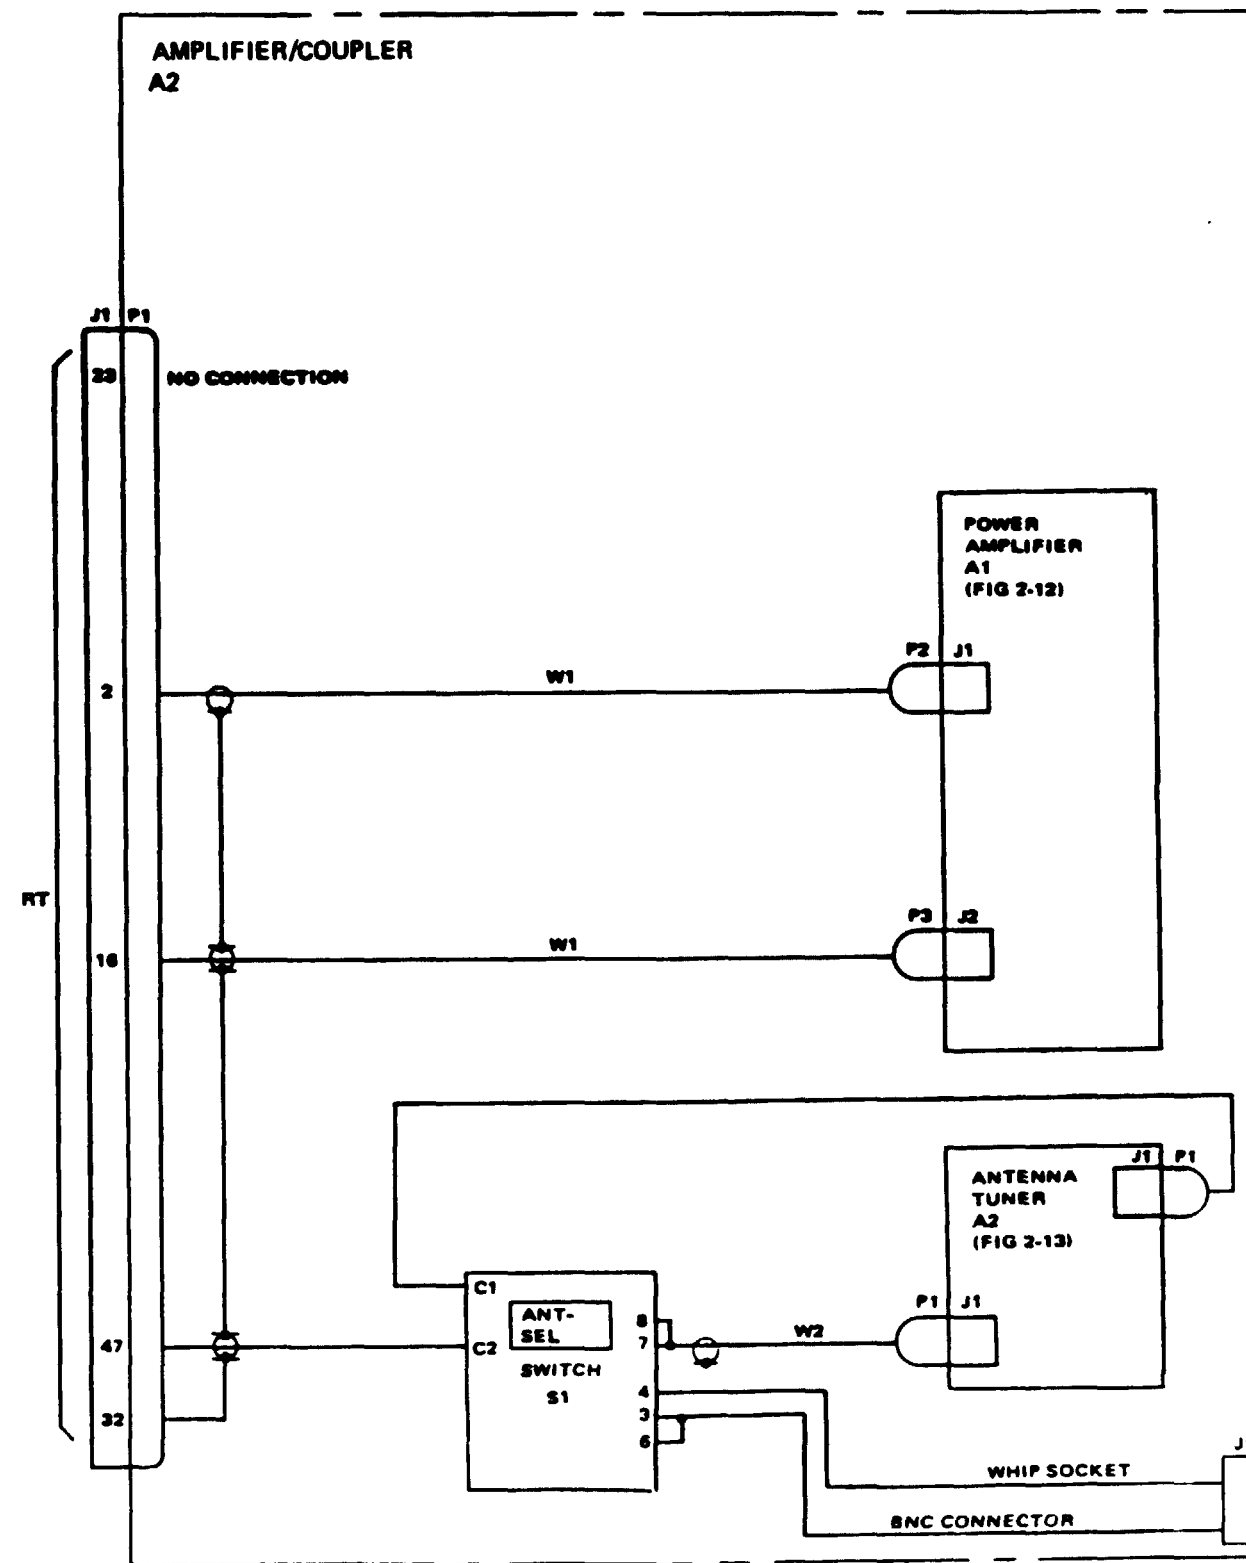 AMPLIFIER/COUPLER
A2
J1 P1
23 NO CONNECTION
POWER
AMPLIFIER
A1
(FIG 2-12)
P2 J1
2 W1
RT
P3 J2
16 W1
J1 P1
ANTENNA
TUNER
A2
(FIG 2-13)
C1
ANT-
SEL
8
P1 J1
47 C2 7 W2
SWITCH
S1
4
32 3
6
J
WHIP SOCKET
BNC CONNECTOR